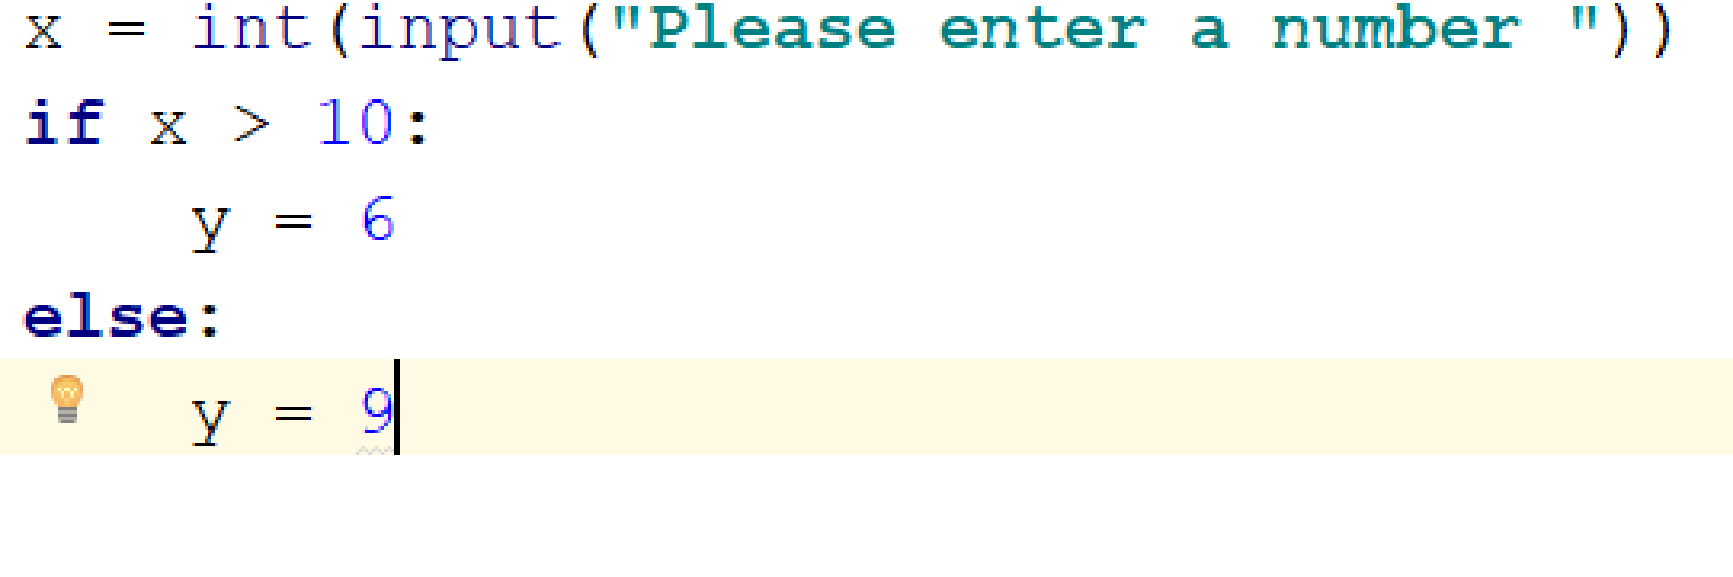 x = int(input("Please enter a number "))
if x > 10:
    y = 6
else:
    y = 9